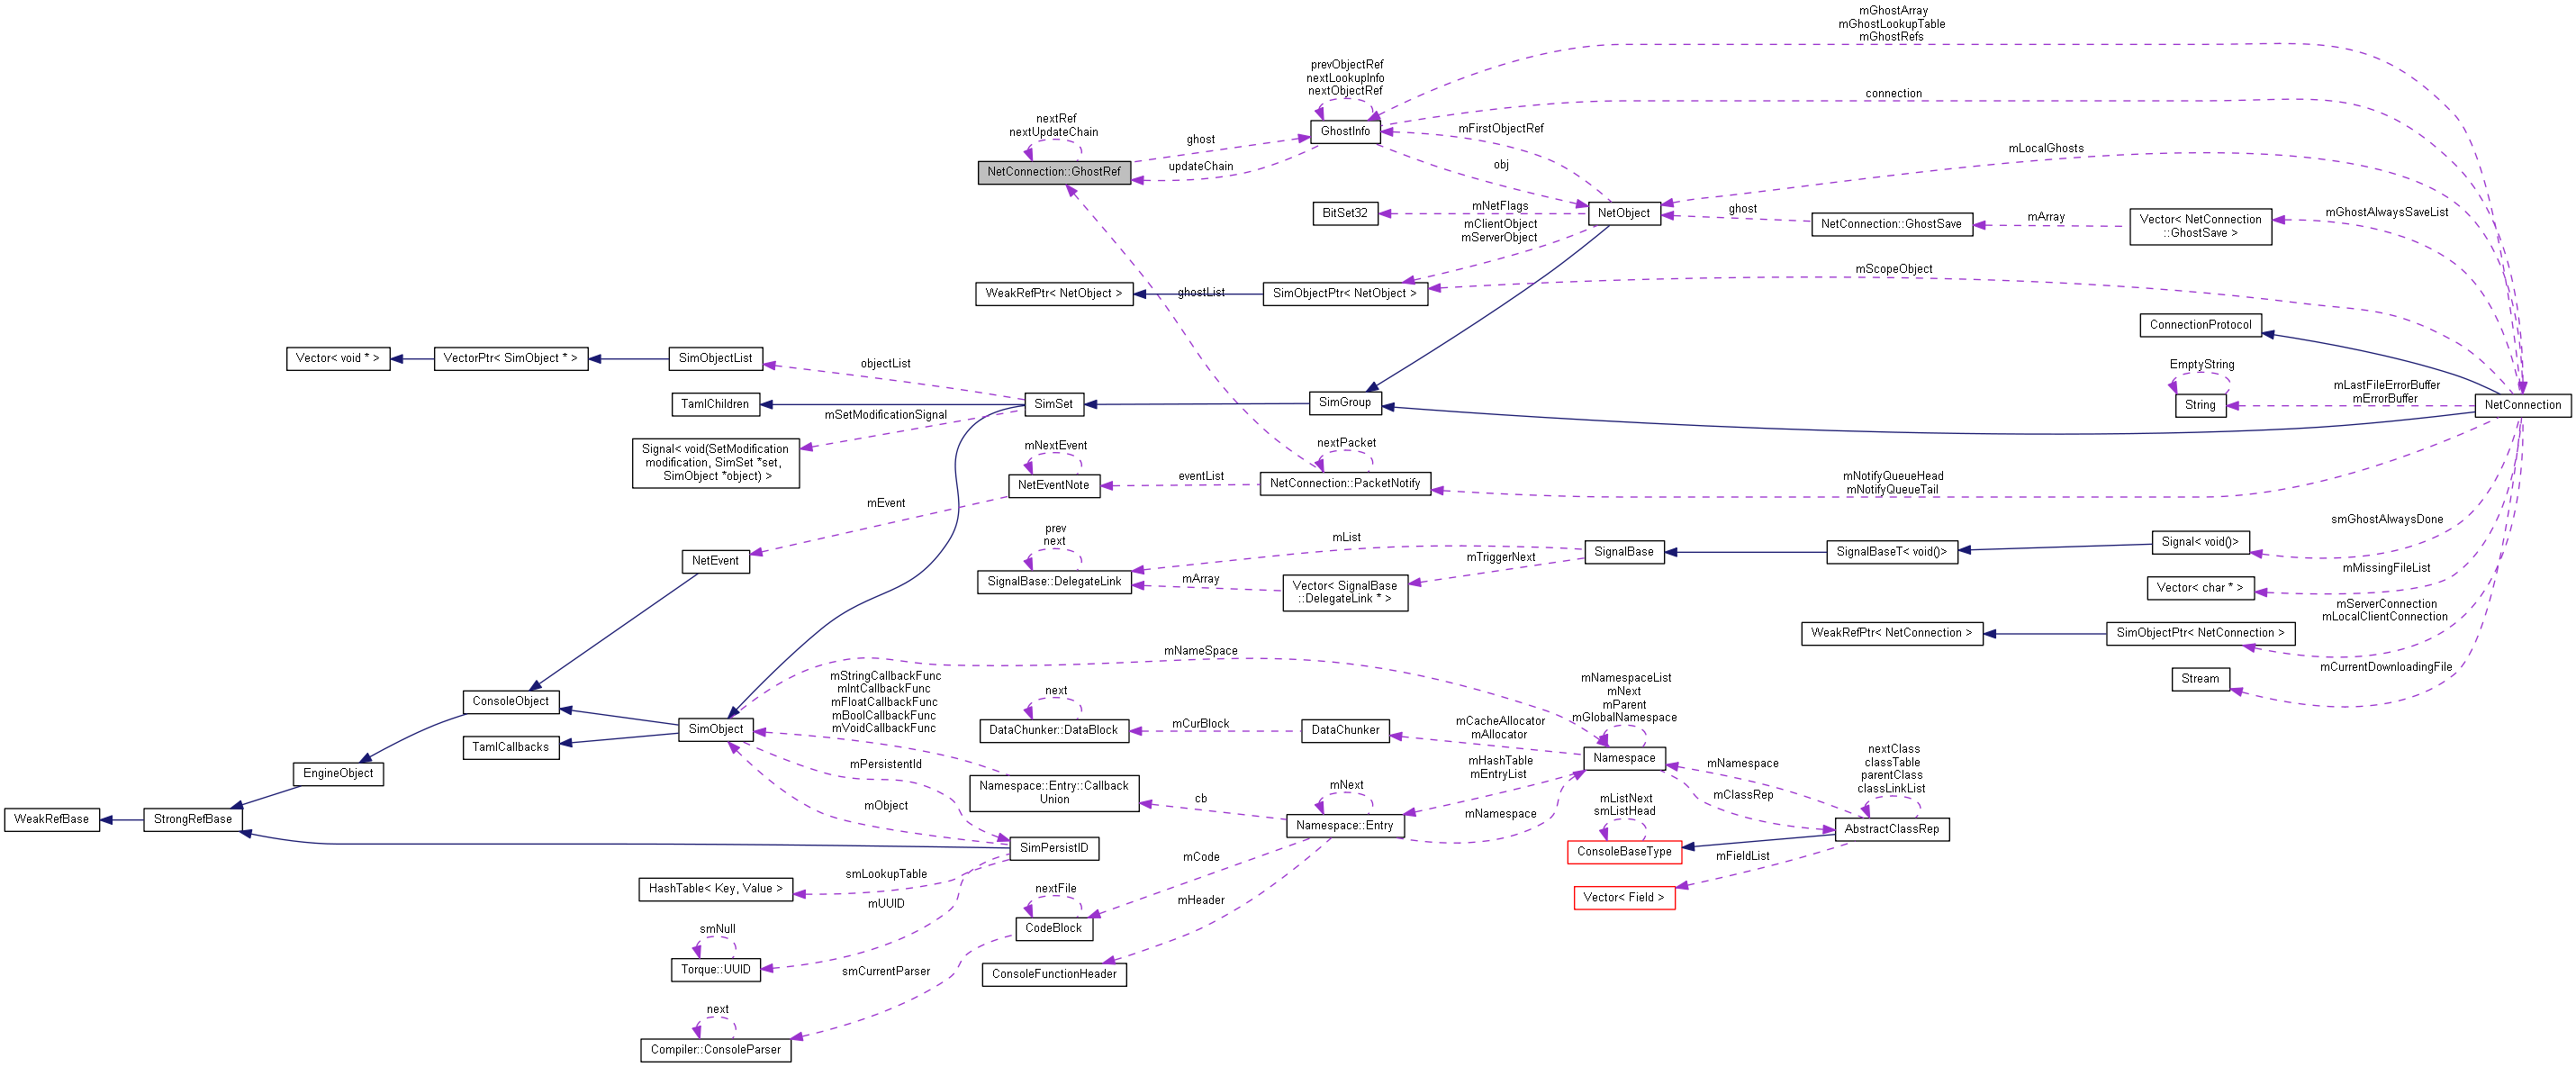 mGhostArray
mGhostLookupTable
mGhostRefs
prevObjectRef
nextLookupInfo
nextObjectRef
connection
nextRef
nextUpdateChain
ghost
GhostInfo
mFirstObjectRef
mLocalGhosts
NetConnection::GhostRef
updateChain
obj
BitSet32
mNetFlags
NetObject
ghost
NetConnection::GhostSave
mArray
Vector< NetConnection
::GhostSave >
mGhostAlwaysSaveList
mClientObject
mServerObject
mScopeObject
WeakRefPtr< NetObject >
ghostList
SimObjectPtr< NetObject >
ConnectionProtocol
Vector< void * >
VectorPtr< SimObject * >
SimObjectList
objectList
EmptyString
mLastFileErrorBuffer
mErrorBuffer
TamlChildren
SimSet
SimGroup
String
NetConnection
mSetModificationSignal
Signal< void(SetModification
modification, SimSet *set,
SimObject *object) >
mNextEvent
nextPacket
NetEventNote
eventList
NetConnection::PacketNotify
mNotifyQueueHead
mNotifyQueueTail
mEvent
smGhostAlwaysDone
prev
next
mList
NetEvent
SignalBase::DelegateLink
mArray
mTriggerNext
SignalBase
SignalBaseT< void()>
Signal< void()>
Vector< SignalBase
::DelegateLink * >
mMissingFileList
Vector< char * >
mServerConnection
mLocalClientConnection
WeakRefPtr< NetConnection >
SimObjectPtr< NetConnection >
mNameSpace
mCurrentDownloadingFile
Stream
mStringCallbackFunc
mIntCallbackFunc
mFloatCallbackFunc
mBoolCallbackFunc
mVoidCallbackFunc
next
mNamespaceList
mNext
mParent
mGlobalNamespace
ConsoleObject
SimObject
DataChunker::DataBlock
mCurBlock
DataChunker
mCacheAllocator
mAllocator
TamlCallbacks
Namespace
nextClass
classTable
parentClass
classLinkList
EngineObject
mPersistentId
Namespace::Entry::Callback
Union
mHashTable
mEntryList
mNamespace
cb
mNext
mClassRep
mObject
WeakRefBase
StrongRefBase
Namespace::Entry
mNamespace
mListNext
smListHead
AbstractClassRep
SimPersistID
ConsoleBaseType
mCode
mFieldList
smLookupTable
HashTable< Key, Value >
mUUID
nextFile
mHeader
Vector< Field >
CodeBlock
smNull
Torque::UUID
smCurrentParser
ConsoleFunctionHeader
next
Compiler::ConsoleParser